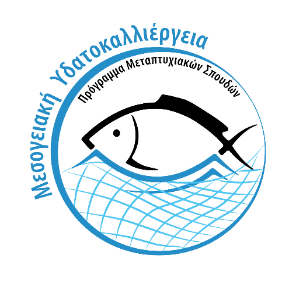 Μεσογειακή Υδατοκαλλιέργεια
Πρόγραμμα Μεταπτυχιακών Σπουδών